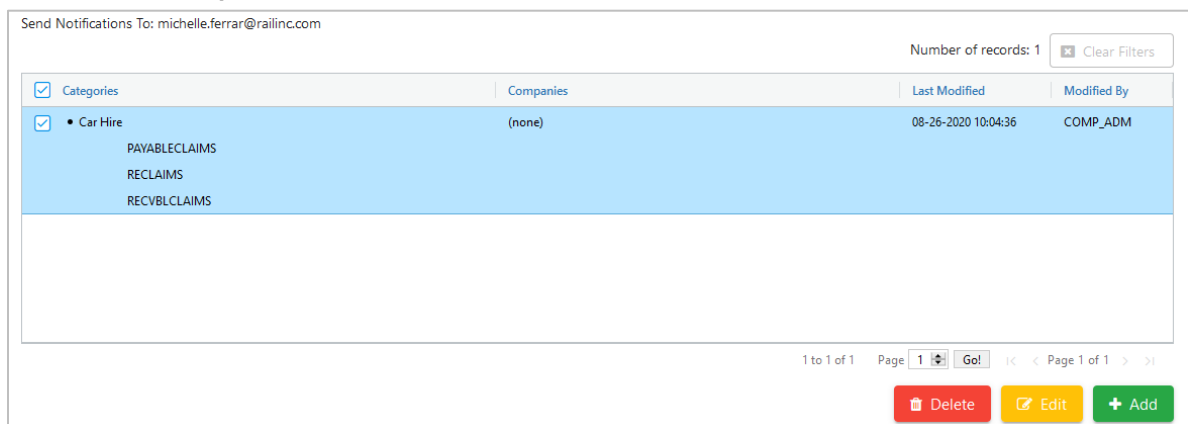 Send Notifications To: michelle.ferrar@railinc.com
Number of records: 1 Clear Filters
Categories Companies Last Modified Modified By
• Car Hire (none) 08-26-2020 10:04:36 COMP_ADM
PAYABLECLAIMS
RECLAIMS
RECVBLCLAIMS
1 to 1 of 1 Page 1 Go! |< < Page 1 of 1 > >|
Delete Edit + Add